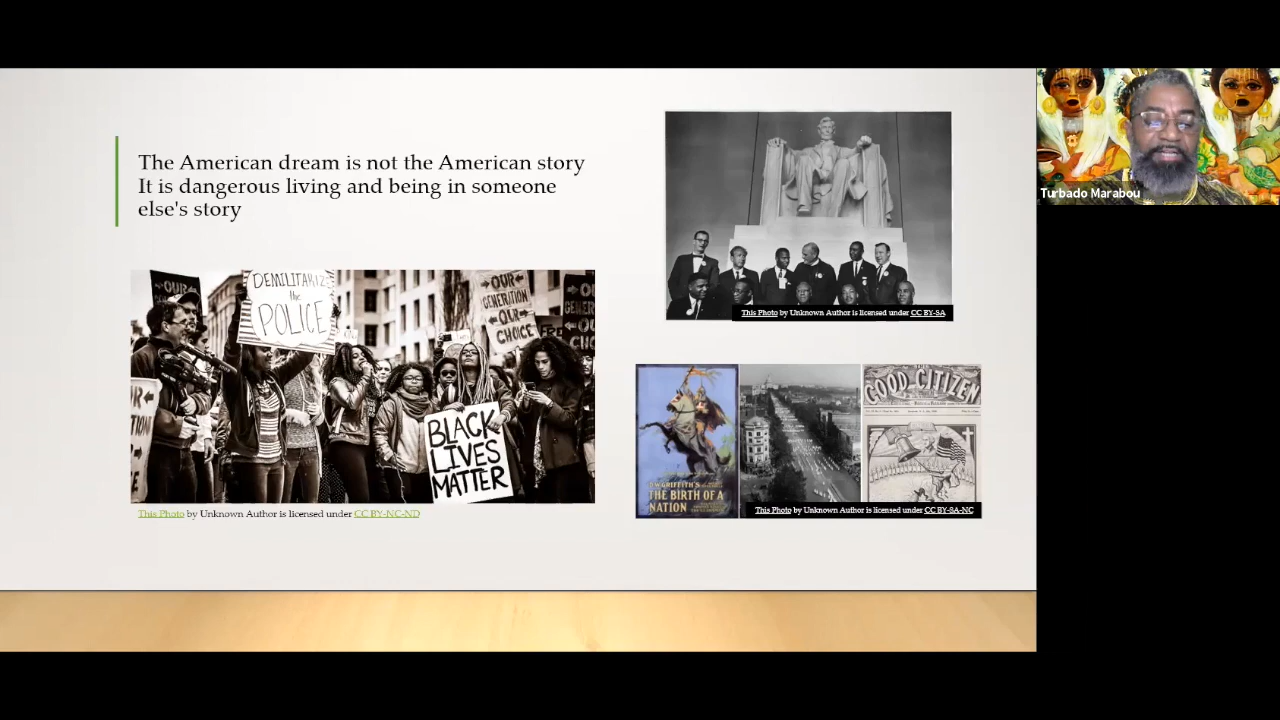 The American dream is not the American story
It is dangerous living and being in someone
else's story
DEMILITARIZE
the
POLICE
OUR
GENERATION
OUR
CHOICE
BLACK
LIVES
MATTER
This Photo by Unknown Author is licensed under CC BY-NC-ND
This Photo by Unknown Author is licensed under CC BY-SA
D.W. GRIFFITH'S
THE BIRTH OF A
NATION
GOOD CITIZEN
This Photo by Unknown Author is licensed under CC BY-SA-NC
Turbado Marabou